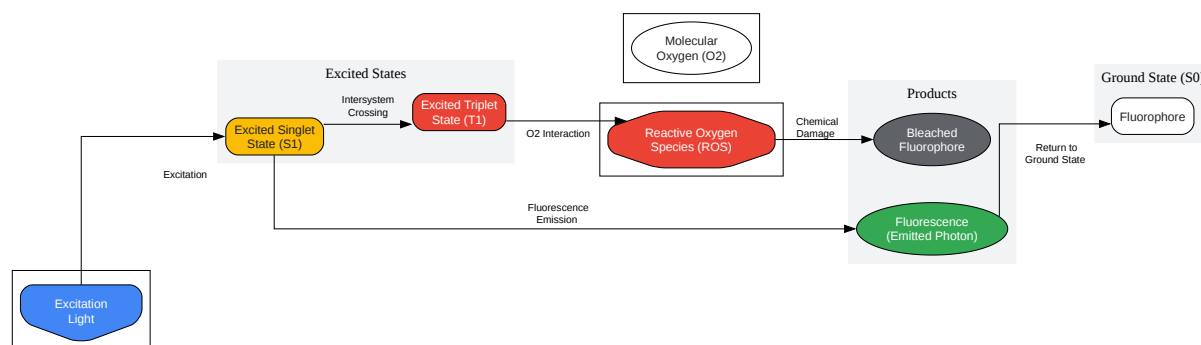 Molecular
Oxygen (O2)
Excited States
Ground State (S0)
Products
Intersystem
Crossing
Excited Triplet
State (T1)
Fluorophore
Excited Singlet
State (S1)
O2 Interaction
Reactive Oxygen
Species (ROS)
Chemical
Damage
Bleached
Fluorophore
Return to
Ground State
Excitation
Fluorescence
Emission
Fluorescence
(Emitted Photon)
Excitation
Light